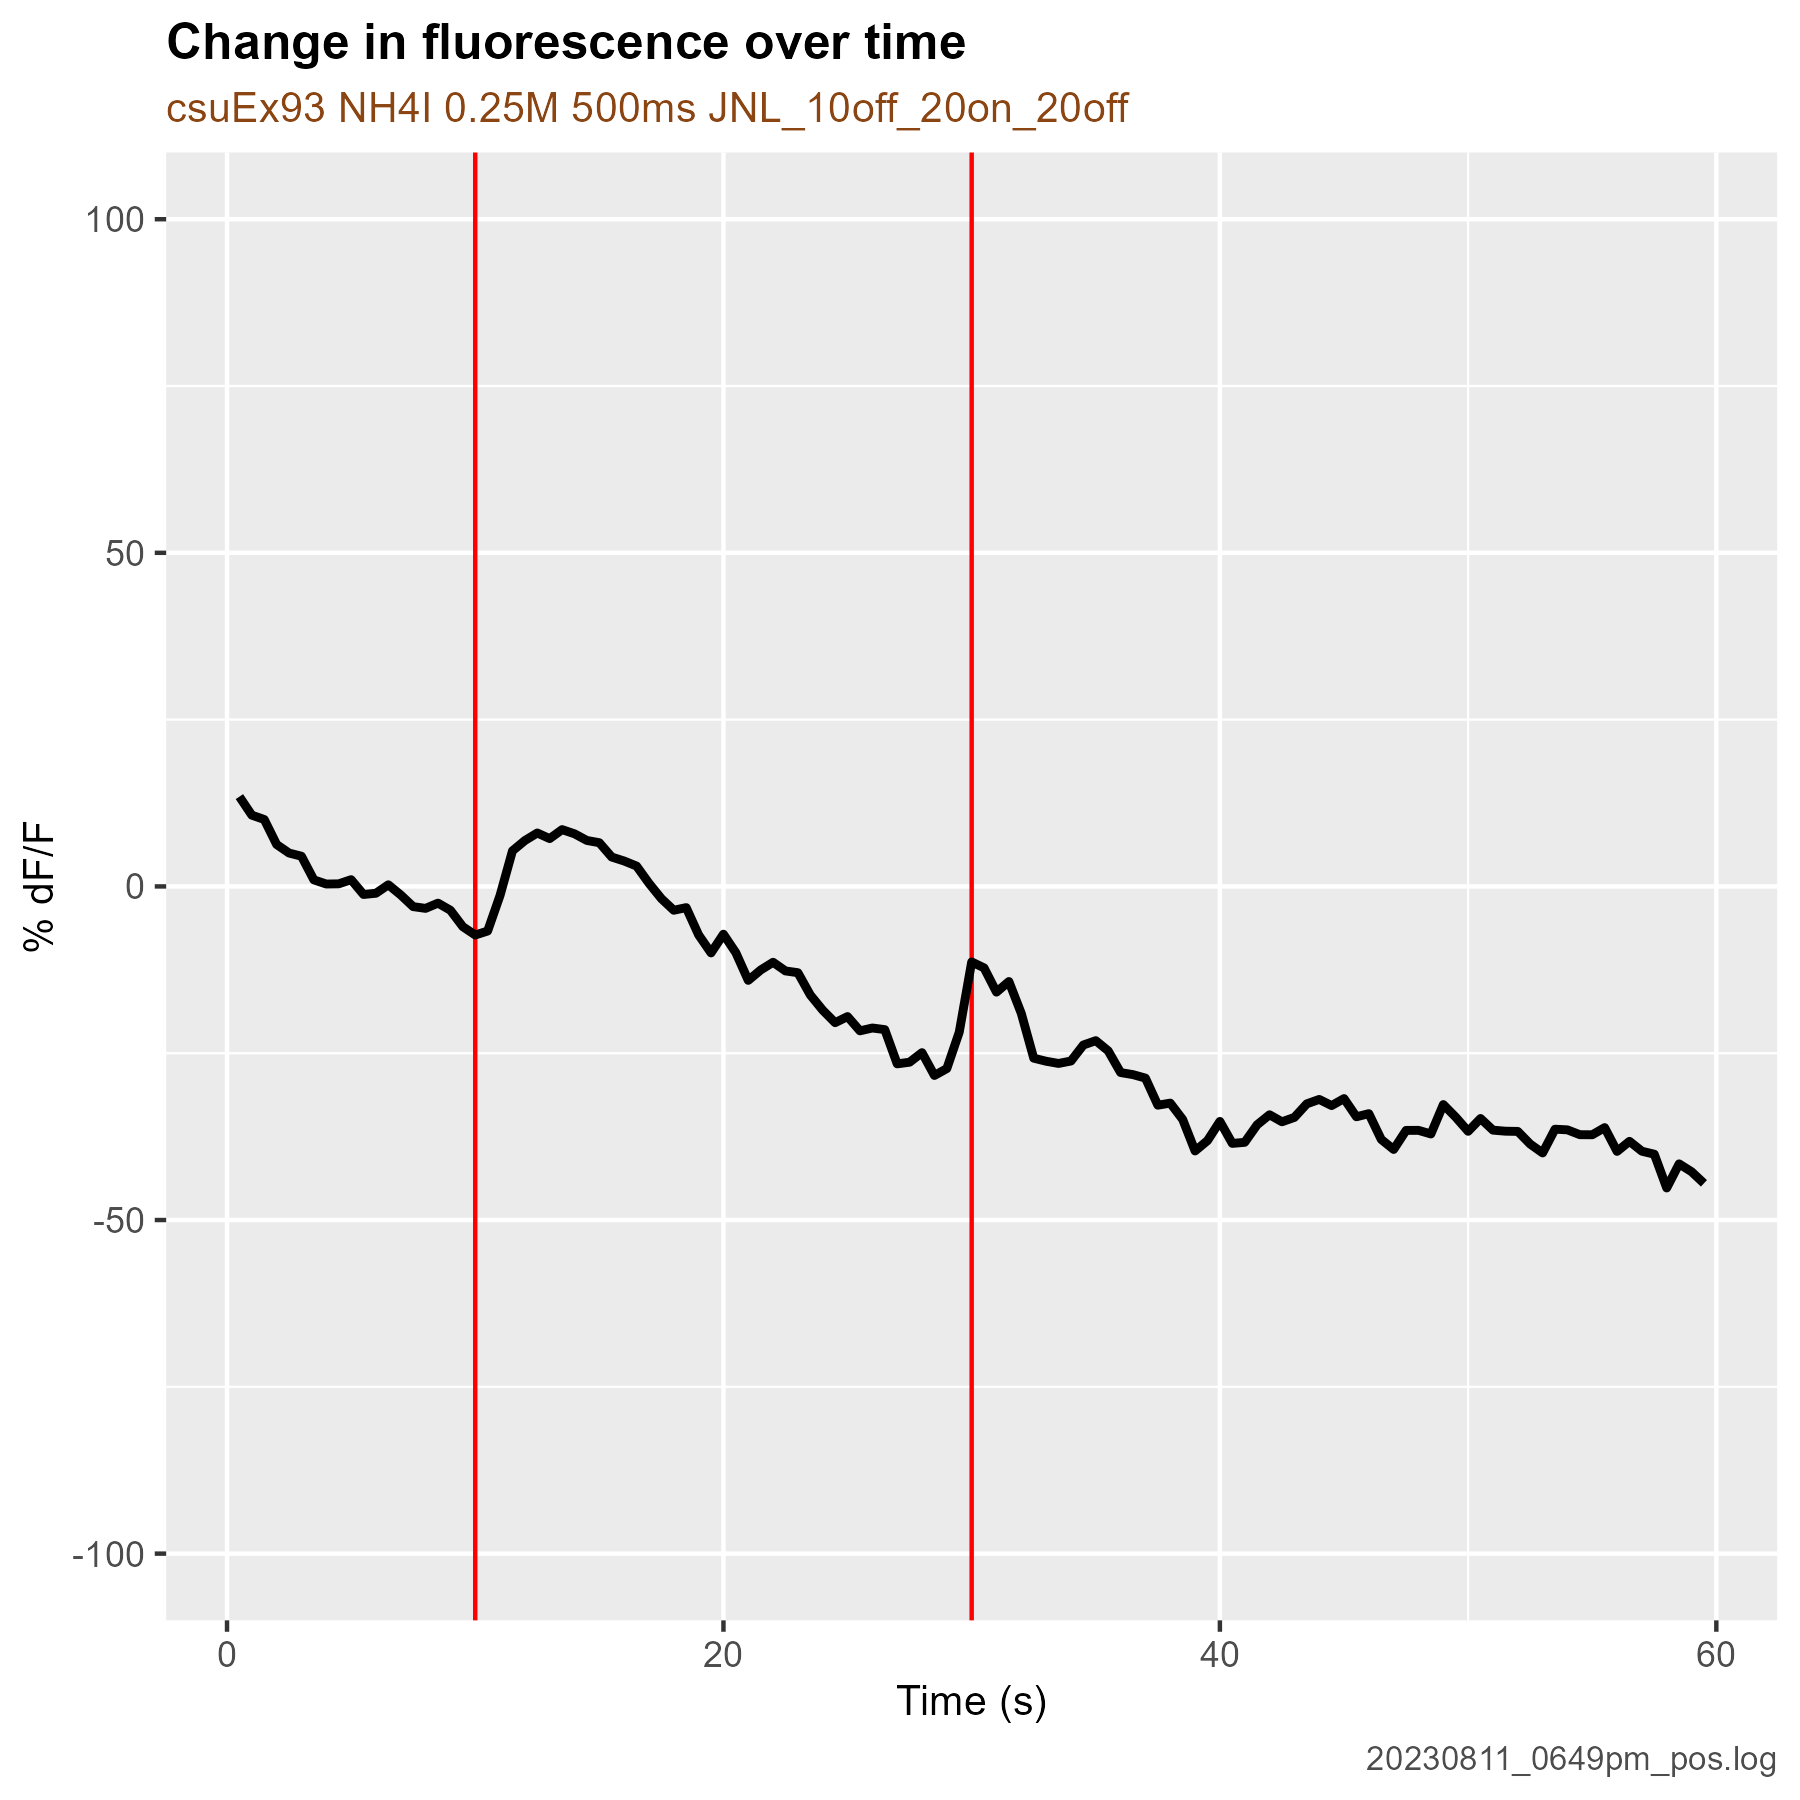 Change in fluorescence over time
csuEx93 NH4I 0.25M 500ms JNL_10off_20on_20off
100
50
0
-50
-100
% dF/F
0 20 40 60
Time (s)
20230811_0649pm_pos.log